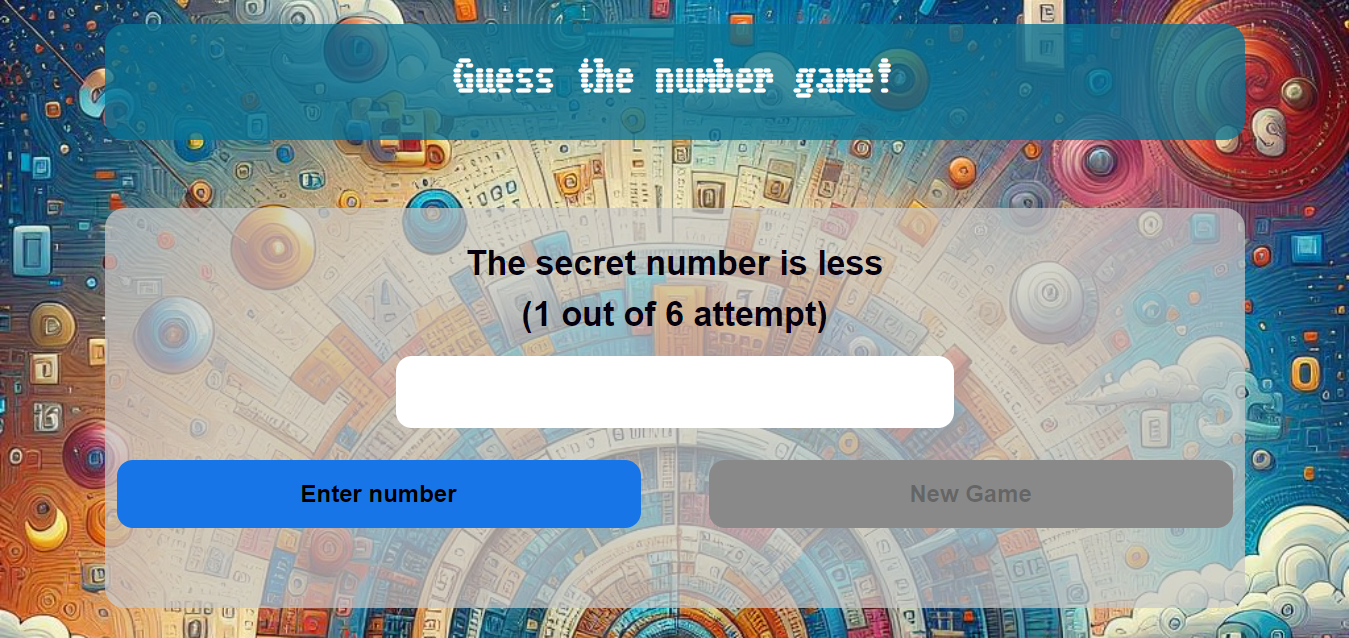 Guess the number game!
The secret number is less
(1 out of 6 attempt)
Enter number
New Game